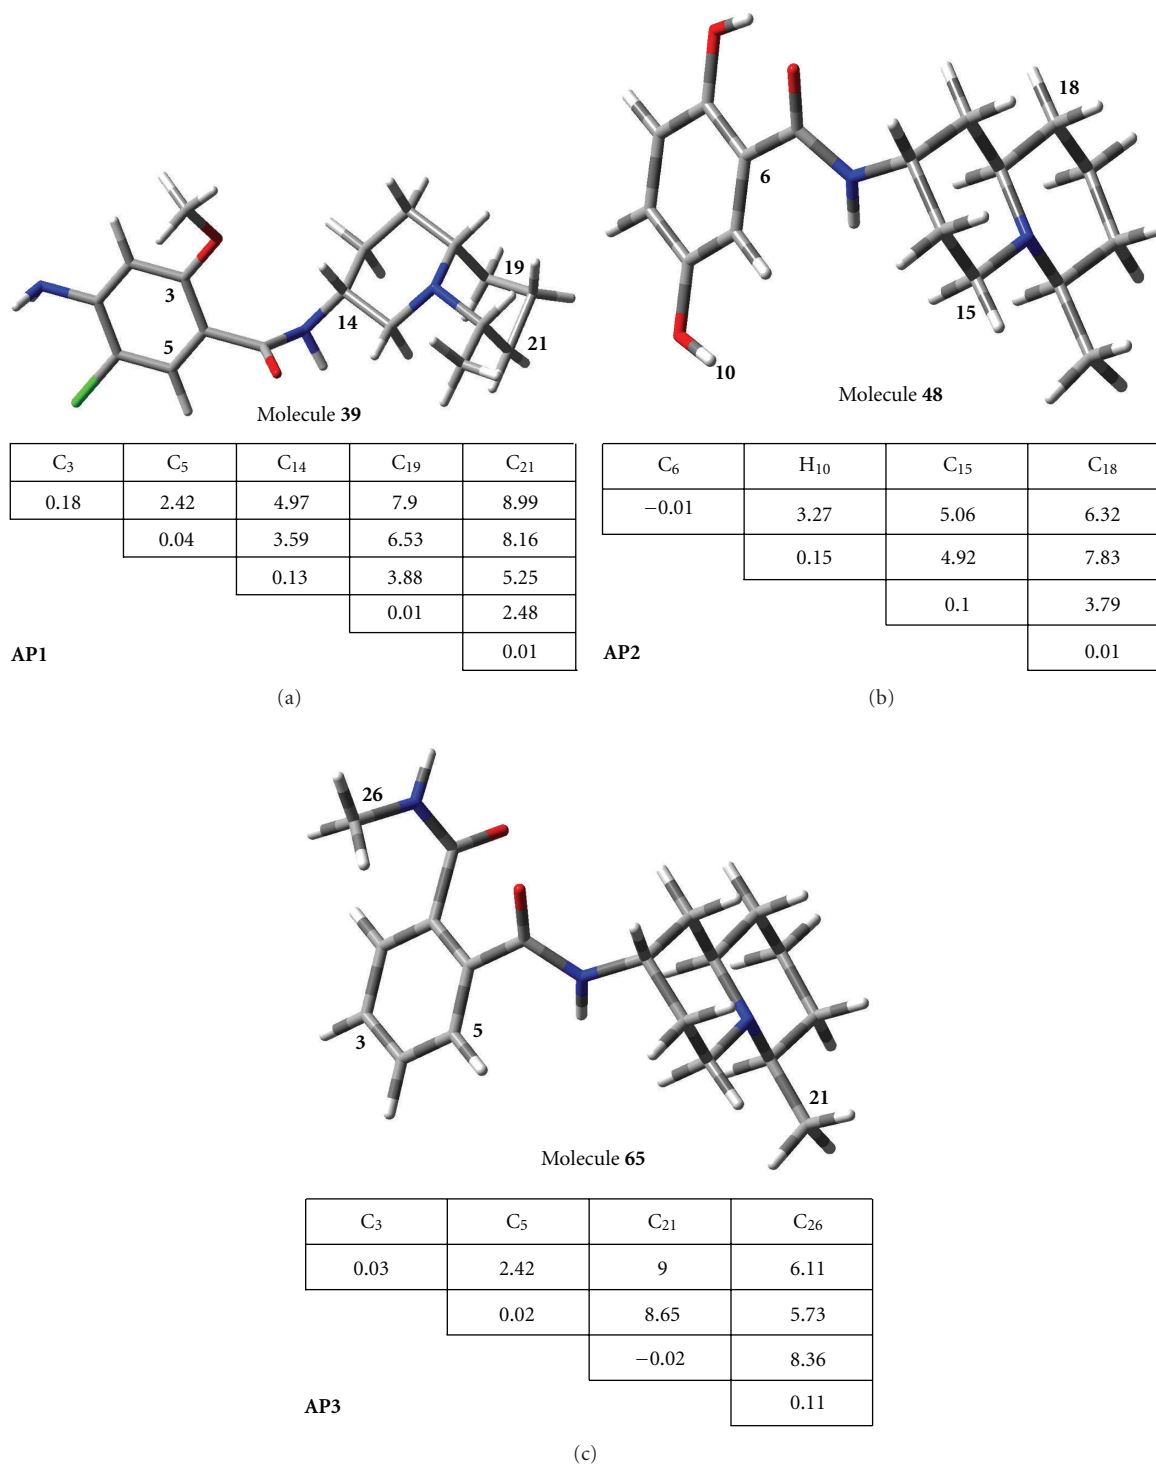 18
6
15
10
Molecule 48
3
5
14
19
21
Molecule 39
C₃ C₅ C₁₄ C₁₉ C₂₁
0.18 2.42 4.97 7.9 8.99
0.04 3.59 6.53 8.16
0.13 3.88 5.25
0.01 2.48
0.01
AP1
(a)
C₆ H₁₀ C₁₅ C₁₈
−0.01 3.27 5.06 6.32
0.15 4.92 7.83
0.1 3.79
0.01
AP2
(b)
26
3
5
21
Molecule 65
C₃ C₅ C₂₁ C₂₆
0.03 2.42 9 6.11
0.02 8.65 5.73
−0.02 8.36
0.11
AP3
(c)